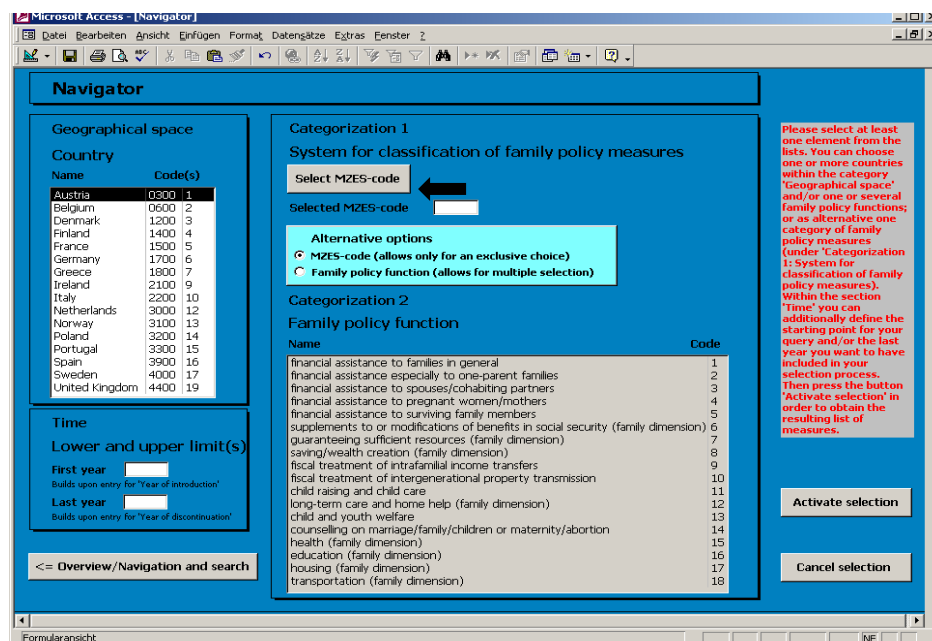 Microsoft Access - [Navigator]
Datei Bearbeiten Ansicht Einfügen Format Datensätze Extras Fenster ?
Navigator
Geographical space
Country
Name Code(s)
Austria 0300 1
Belgium 0600 2
Denmark 1200 3
Finland 1400 4
France 1500 5
Germany 1700 6
Greece 1800 7
Ireland 2100 9
Italy 2200 10
Netherlands 3000 12
Norway 3100 13
Poland 3200 14
Portugal 3300 15
Spain 3900 16
Sweden 4000 17
United Kingdom 4400 19
Time
Lower and upper limit(s)
First year
Builds upon entry for 'Year of introduction'
Last year
Builds upon entry for 'Year of discontinuation'
<= Overview/Navigation and search
Categorization 1
System for classification of family policy measures
Select MZES-code
Selected MZES-code
Alternative options
MZES-code (allows only for an exclusive choice)
Family policy function (allows for multiple selection)
Categorization 2
Family policy function
Name Code
financial assistance to families in general 1
financial assistance especially to one-parent families 2
financial assistance to spouses/cohabiting partners 3
financial assistance to pregnant women/mothers 4
financial assistance to surviving family members 5
supplements to or modifications of benefits in social security (family dimension) 6
guaranteeing sufficient resources (family dimension) 7
saving/wealth creation (family dimension) 8
fiscal treatment of intrafamilial income transfers 9
fiscal treatment of intergenerational property transmission 10
child raising and child care 11
long-term care and home help (family dimension) 12
child and youth welfare 13
counselling on marriage/family/children or maternity/abortion 14
health (family dimension) 15
education (family dimension) 16
housing (family dimension) 17
transportation (family dimension) 18
Please select at least
one element from the
lists. You can choose
one or more countries
within the category
'Geographical space'
and/or one or several
family policy functions;
or as alternative one
category of family
policy measures
(under 'Categorization
1: System for
classification of family
policy measures).
Within the section
'Time' you can
additionally define the
starting point for your
query and/or the last
year you want to have
included in your
selection process.
Then press the button
'Activate selection' in
order to obtain the
resulting list of
measures.
Activate selection
Cancel selection
Formularansicht
NF